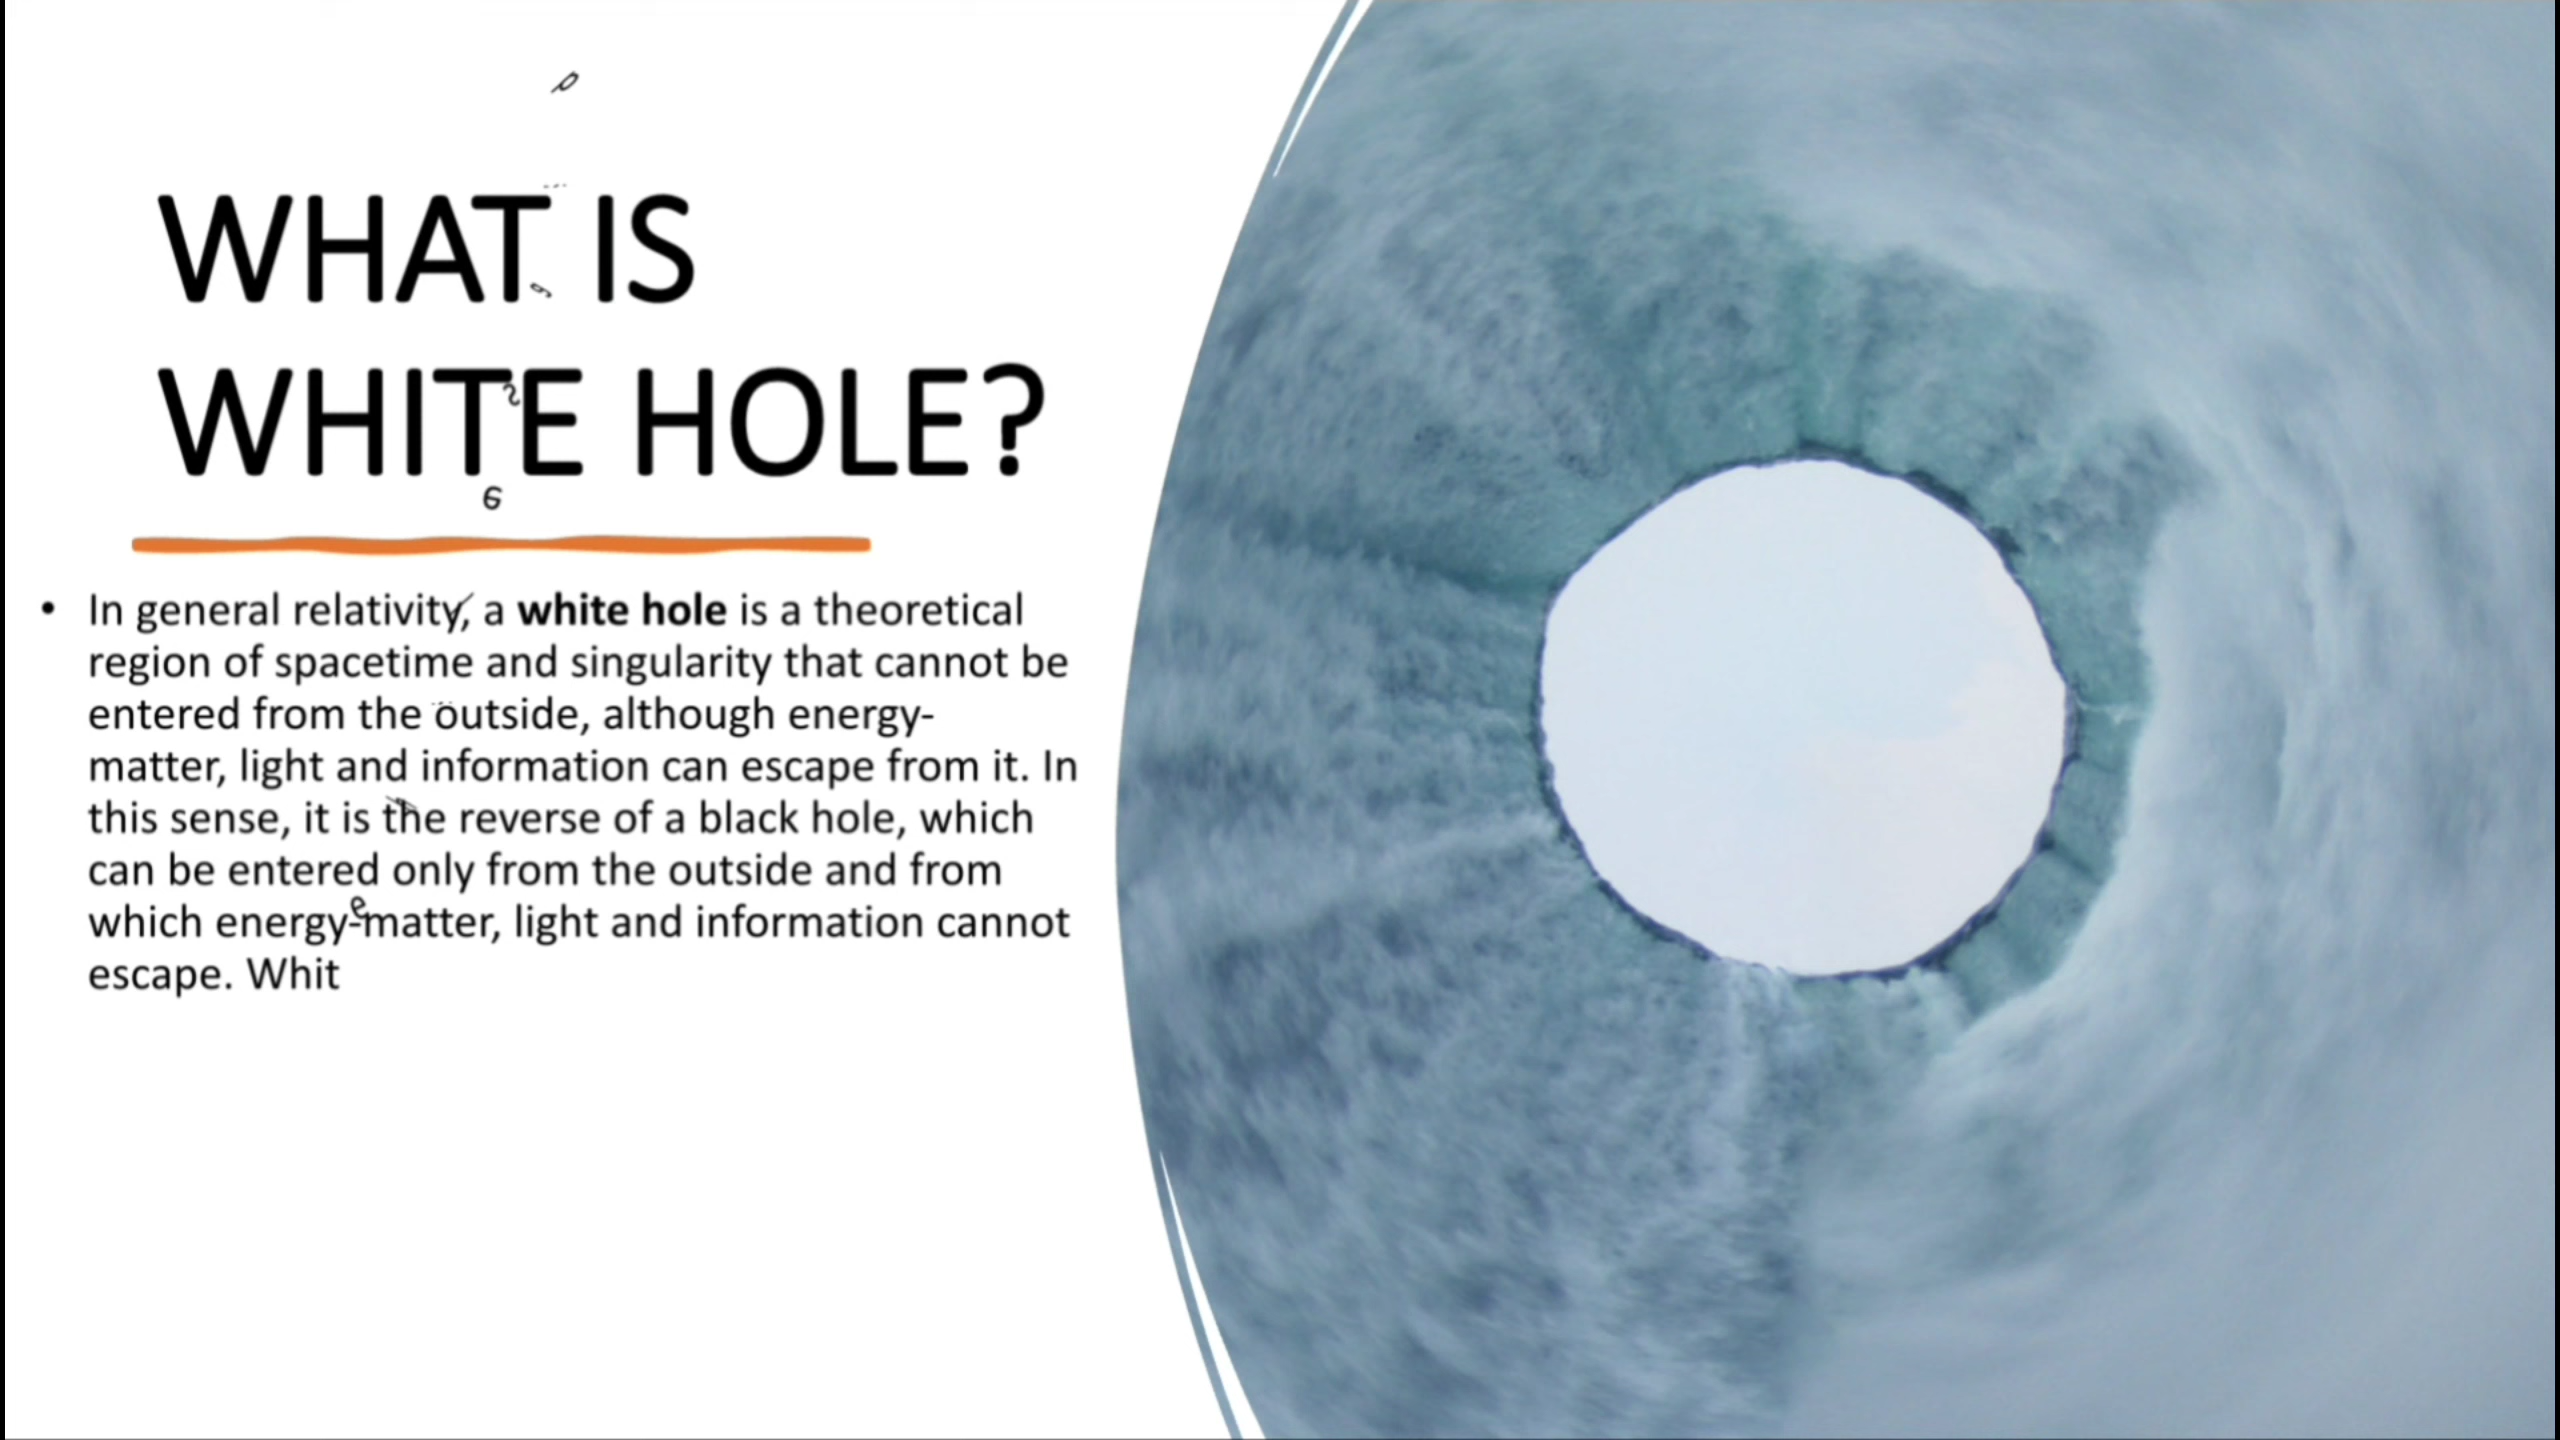 WHAT IS
WHITE HOLE?
• In general relativity, a white hole is a theoretical
region of spacetime and singularity that cannot be
entered from the outside, although energy-
matter, light and information can escape from it. In
this sense, it is the reverse of a black hole, which
can be entered only from the outside and from
which energy-matter, light and information cannot
escape. Whit